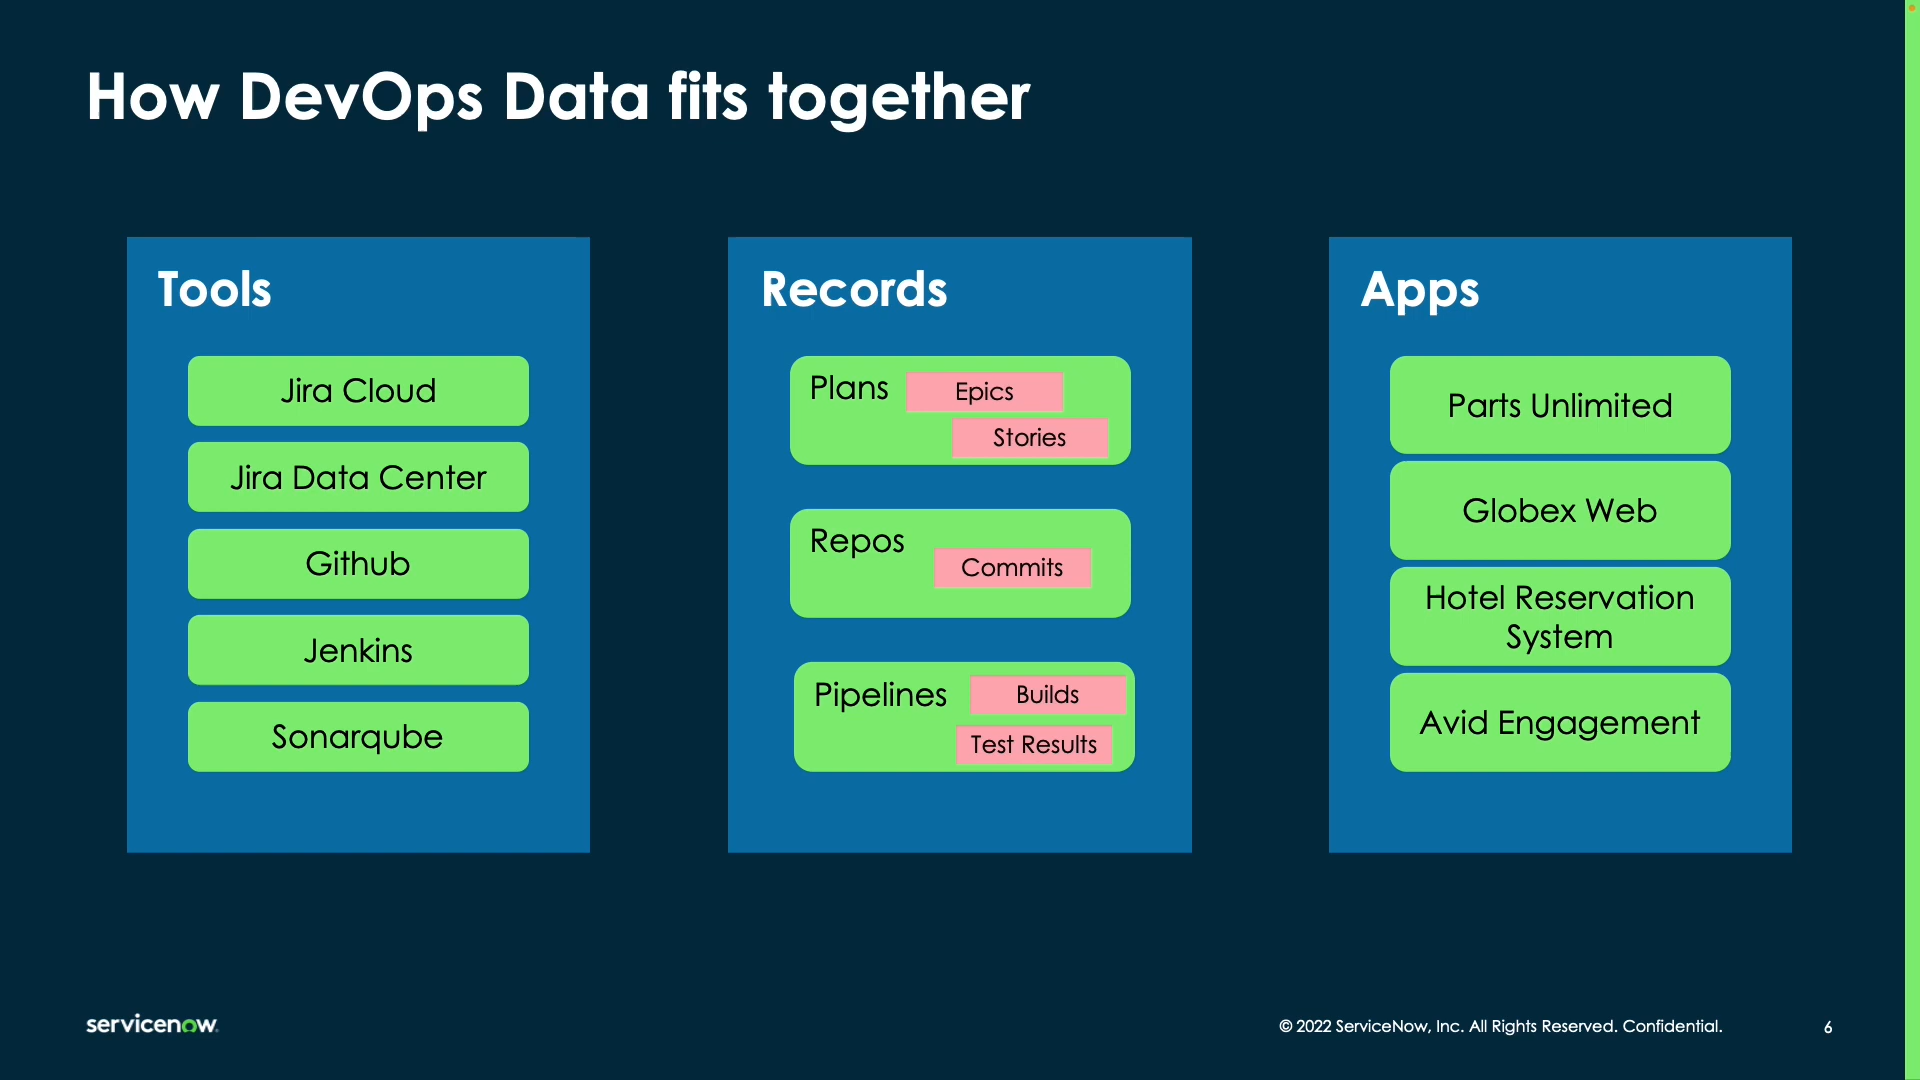 How DevOps Data fits together
Tools
Jira Cloud
Jira Data Center
Github
Jenkins
Sonarqube
Records
Plans
Epics
Stories
Repos
Commits
Pipelines
Builds
Test Results
Apps
Parts Unlimited
Globex Web
Hotel Reservation
System
Avid Engagement
servicenow
© 2022 ServiceNow, Inc. All Rights Reserved. Confidential.
6